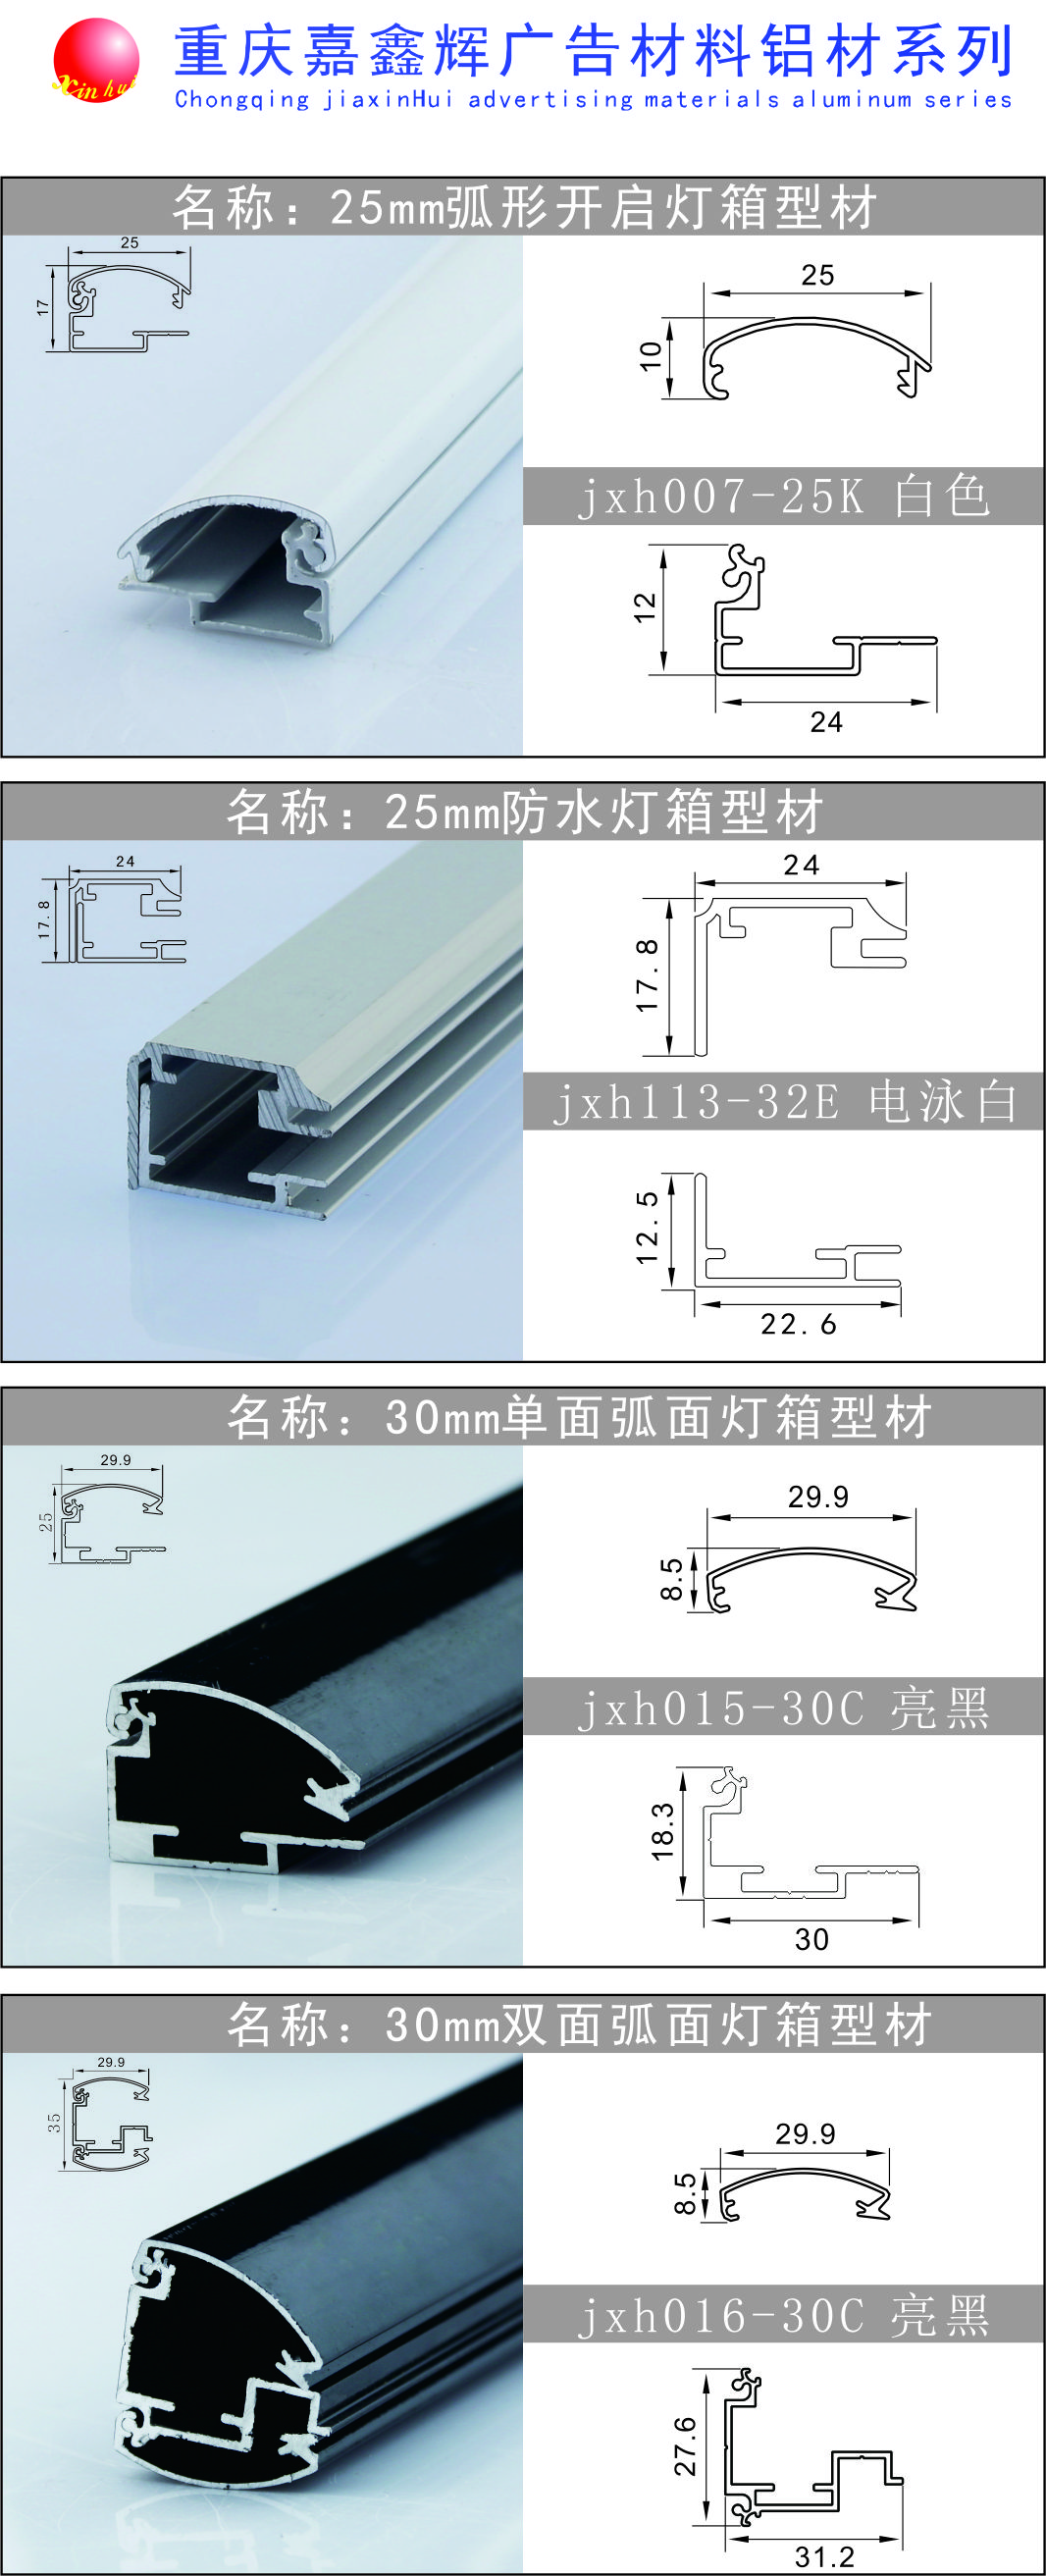 xin hui
重庆嘉鑫辉广告材料铝材系列
Chongqing jiaxinHui advertising materials aluminum series
名称：25mm弧形开启灯箱型材
25
17
25
10
jxh007-25K 白色
12
24
名称：25mm防水灯箱型材
24
17.8
24
17.8
jxh113-32E 电泳白
12.5
22.6
名称：30mm单面弧面灯箱型材
29.9
25
29.9
8.5
jxh015-30C 亮黑
18.3
30
名称：30mm双面弧面灯箱型材
29.9
35
29.9
8.5
jxh016-30C 亮黑
27.6
31.2